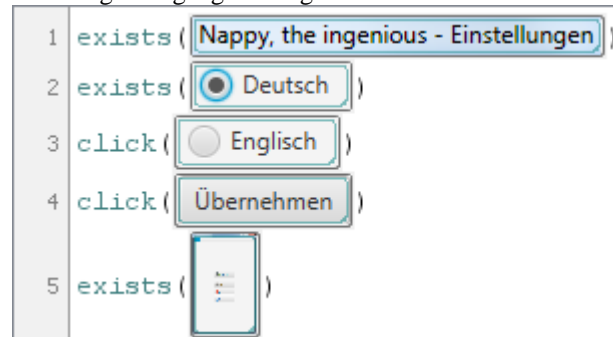 1 exists( Nappy, the ingenious - Einstellungen )
2 exists( Deutsch )
3 click( Englisch )
4 click( Übernehmen )
5 exists( )